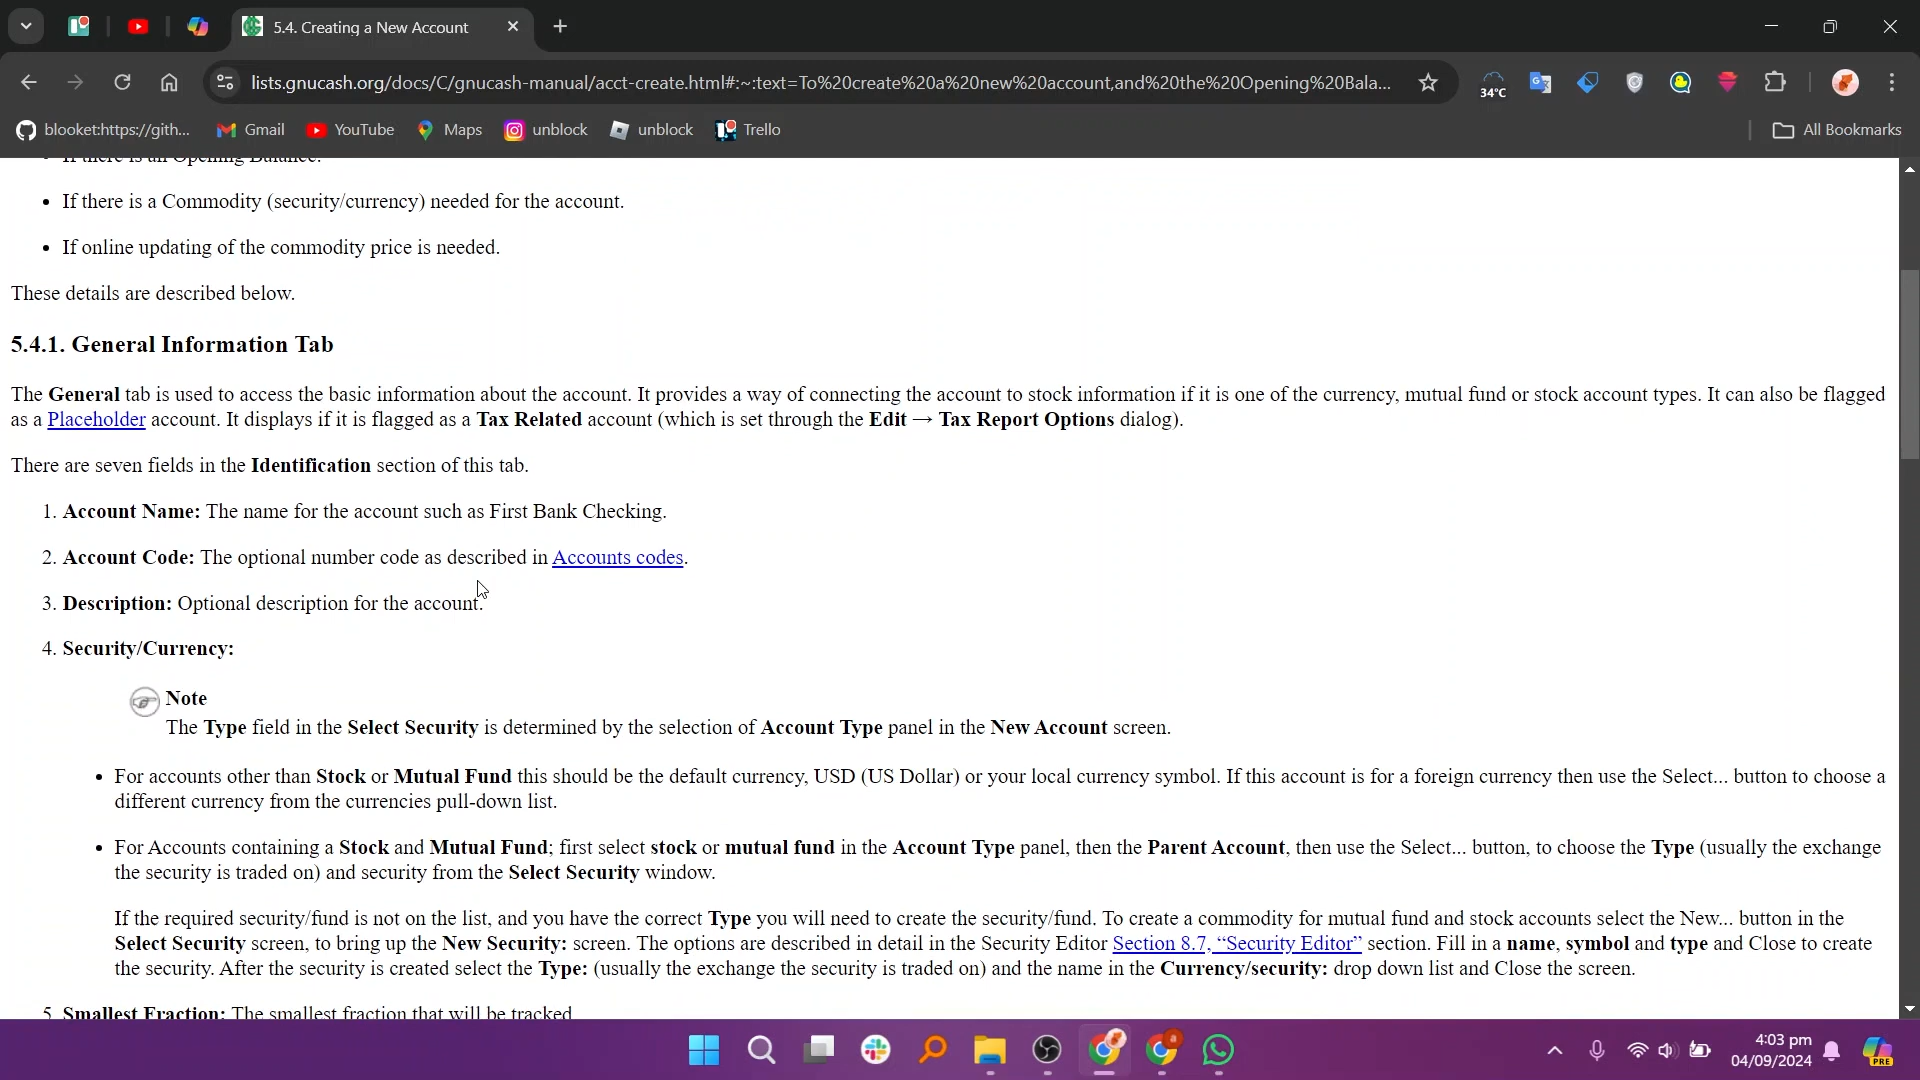 5.4. Creating a New Account
lists.gnucash.org/docs/C/gnucash-manual/acct-create.html#:~:text=To%20create%20a%20new%20account,and%20the%20Opening%20Bala...
34°C
blooket:https://gith...
Gmail
YouTube
Maps
unblock
unblock
Trello
All Bookmarks
• If there is an Opening Balance.
• If there is a Commodity (security/currency) needed for the account.
• If online updating of the commodity price is needed.
These details are described below.
5.4.1. General Information Tab
The General tab is used to access the basic information about the account. It provides a way of connecting the account to stock information if it is one of the currency, mutual fund or stock account types. It can also be flagged
as a Placeholder account. It displays if it is flagged as a Tax Related account (which is set through the Edit → Tax Report Options dialog).
There are seven fields in the Identification section of this tab.
1. Account Name: The name for the account such as First Bank Checking.
2. Account Code: The optional number code as described in Accounts codes.
3. Description: Optional description for the account.
4. Security/Currency:
Note
The Type field in the Select Security is determined by the selection of Account Type panel in the New Account screen.
• For accounts other than Stock or Mutual Fund this should be the default currency, USD (US Dollar) or your local currency symbol. If this account is for a foreign currency then use the Select... button to choose a
different currency from the currencies pull-down list.
• For Accounts containing a Stock and Mutual Fund; first select stock or mutual fund in the Account Type panel, then the Parent Account, then use the Select... button, to choose the Type (usually the exchange
the security is traded on) and security from the Select Security window.
If the required security/fund is not on the list, and you have the correct Type you will need to create the security/fund. To create a commodity for mutual fund and stock accounts select the New... button in the
Select Security screen, to bring up the New Security: screen. The options are described in detail in the Security Editor Section 8.7, “Security Editor” section. Fill in a name, symbol and type and Close to create
the security. After the security is created select the Type: (usually the exchange the security is traded on) and the name in the Currency/security: drop down list and Close the screen.
5. Smallest Fraction: The smallest fraction that will be tracked
4:03 pm
04/09/2024
PRE